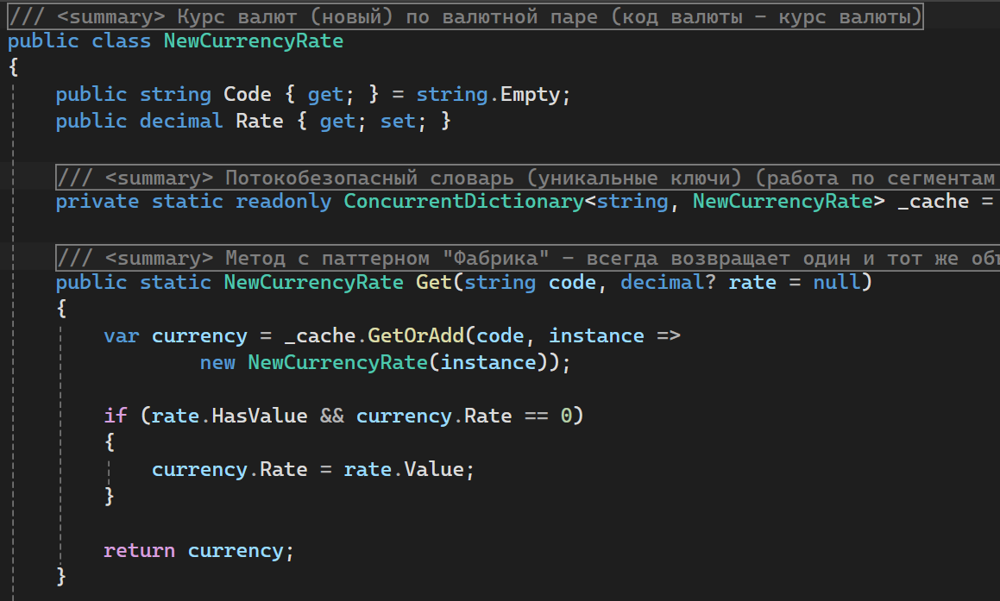 /// <summary> Курс валют (новый) по валютной паре (код валюты – курс валюты)
public class NewCurrencyRate
{
public string Code { get; } = string.Empty;
public decimal Rate { get; set; }
/// <summary> Потокобезопасный словарь (уникальные ключи) (работа по сегментам
private static readonly ConcurrentDictionary<string, NewCurrencyRate> _cache =
/// <summary> Метод с паттерном "Фабрика" – всегда возвращает один и тот же
public static NewCurrencyRate Get(string code, decimal? rate = null)
{
var currency = _cache.GetOrAdd(code, instance =>
new NewCurrencyRate(instance));
if (rate.HasValue && currency.Rate == 0)
{
currency.Rate = rate.Value;
}
return currency;
}